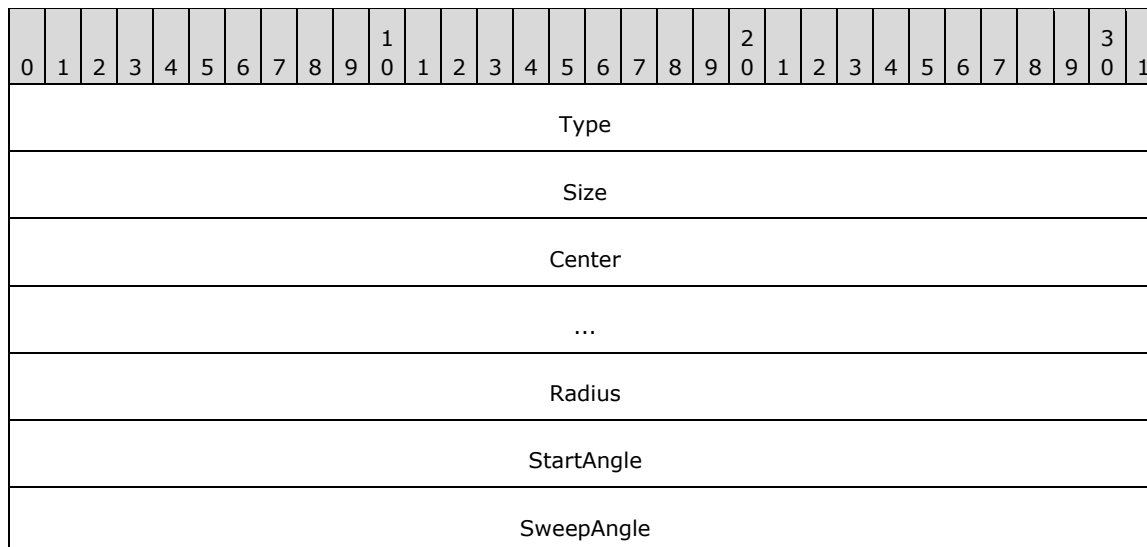 1 2 3
0 1 2 3 4 5 6 7 8 9 0 1 2 3 4 5 6 7 8 9 0 1 2 3 4 5 6 7 8 9 0 1
Type
Size
Center
...
Radius
StartAngle
SweepAngle